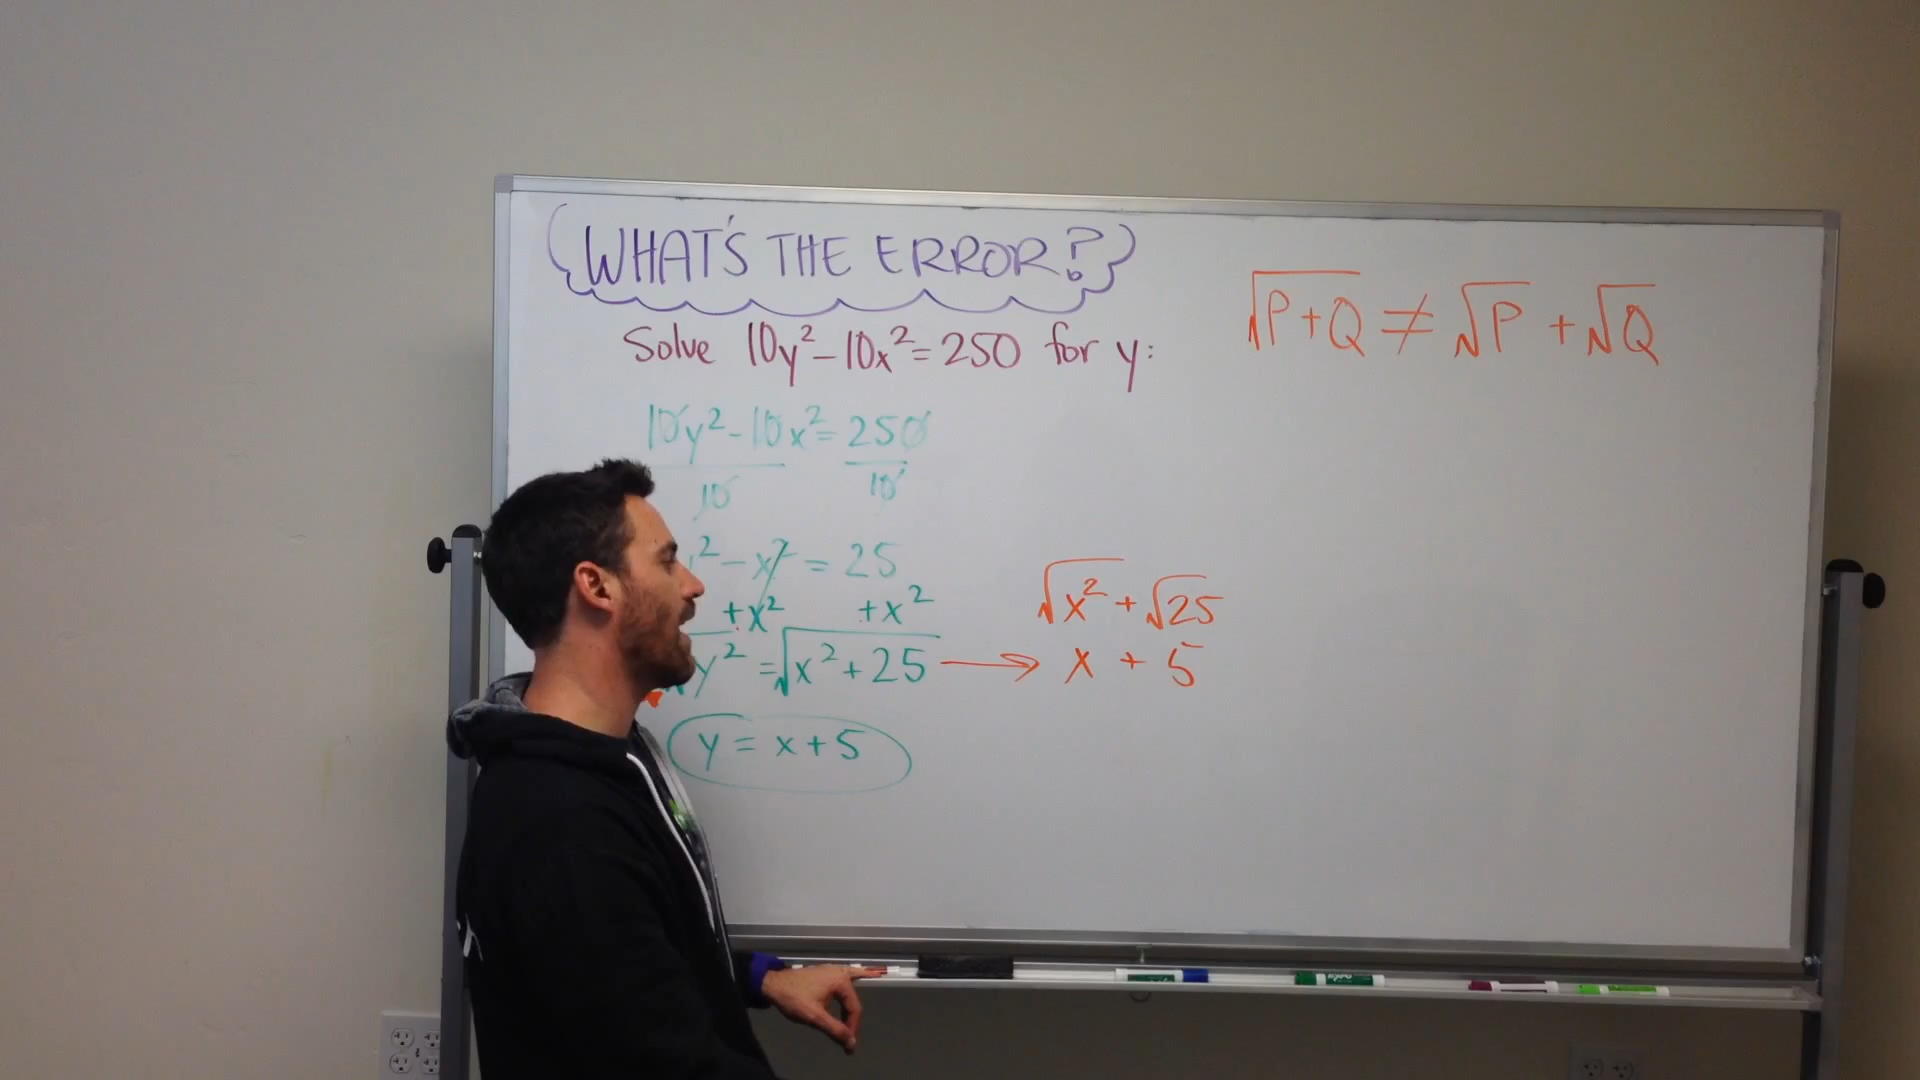 WHAT'S THE ERROR?
Solve 10y²-10x²=250 for y:
10y²-10x²=250
10 10
²-x²=25
+x² +x²
√y²=√x²+25 → x + 5
y = x+5
√P+Q ≠ √P + √Q
√x² + √25